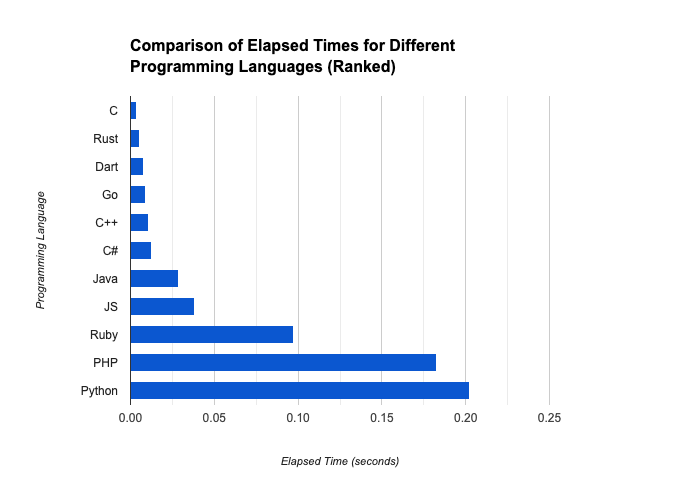 Comparison of Elapsed Times for Different
Programming Languages (Ranked)
Programming Language
C
Rust
Dart
Go
C++
C#
Java
JS
Ruby
PHP
Python
0.00 0.05 0.10 0.15 0.20 0.25
Elapsed Time (seconds)